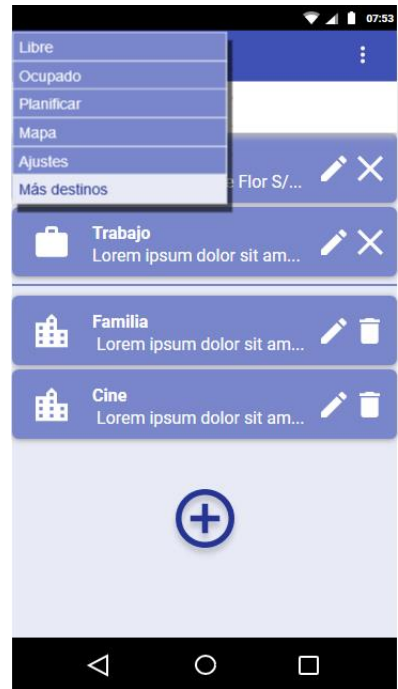 07:53
Libre
Ocupado
Planificar
Mapa
Ajustes
Más destinos
Flor S/...
Trabajo
Lorem ipsum dolor sit am...
Familia
Lorem ipsum dolor sit am...
Cine
Lorem ipsum dolor sit am...